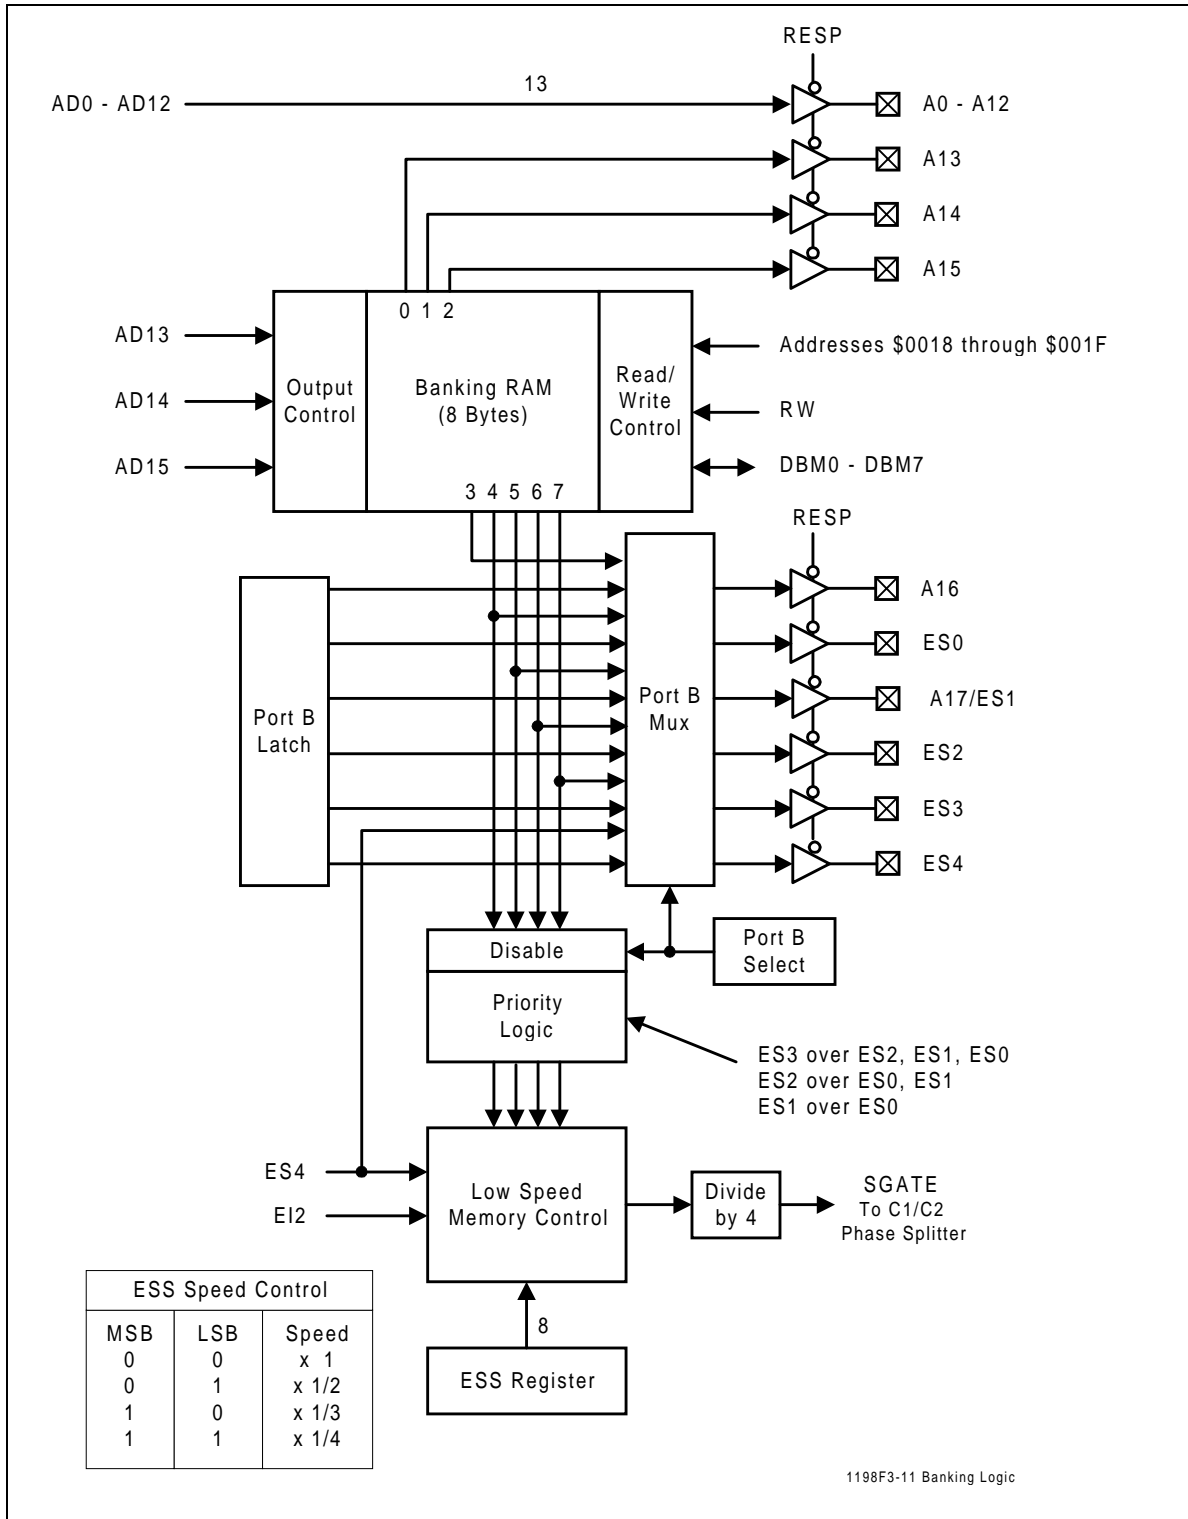 RESP
13
AD0 - AD12
A0 - A12
A13
A14
A15
0 1 2
AD13
AD14
AD15
Output
Control
Banking RAM
(8 Bytes)
Read/
Write
Control
Addresses $0018 through $001F
RW
DBM0 - DBM7
3 4 5 6 7
RESP
Port B
Latch
Port B
Mux
A16
ES0
A17/ES1
ES2
ES3
ES4
Disable
Port B
Select
Priority
Logic
ES3 over ES2, ES1, ES0
ES2 over ES0, ES1
ES1 over ES0
ES4
EI2
Low Speed
Memory Control
Divide
by 4
SGATE
To C1/C2
Phase Splitter
8
ESS Register
ESS Speed Control
MSB LSB Speed
0 0 x 1
0 1 x 1/2
1 0 x 1/3
1 1 x 1/4
1198F3-11 Banking Logic